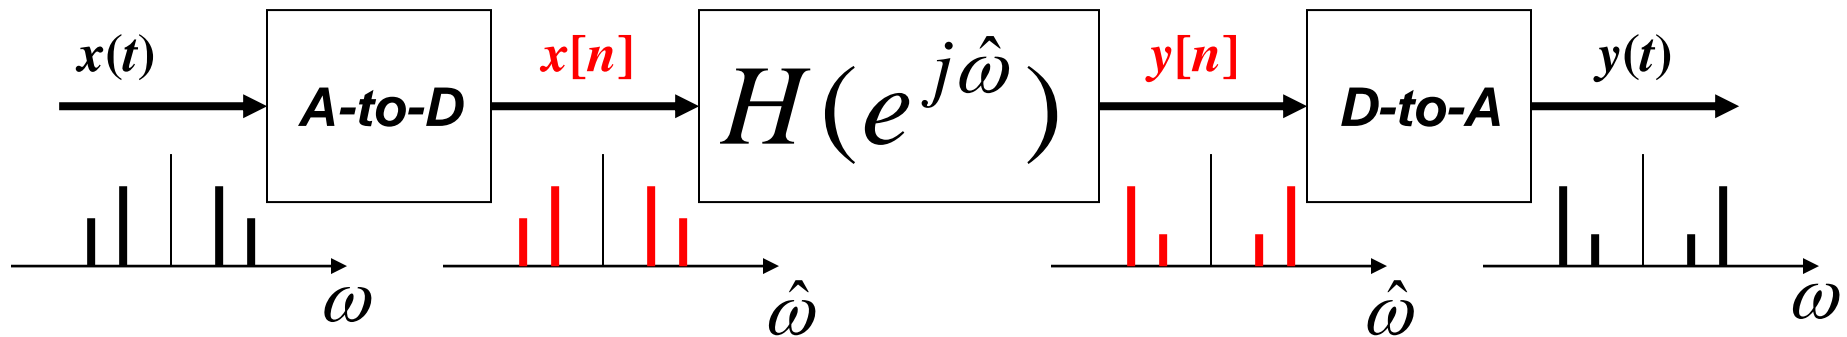 x(t)
A-to-D
x[n]
H(e^{jω̂})
y[n]
D-to-A
y(t)
ω
ω̂
ω̂
ω